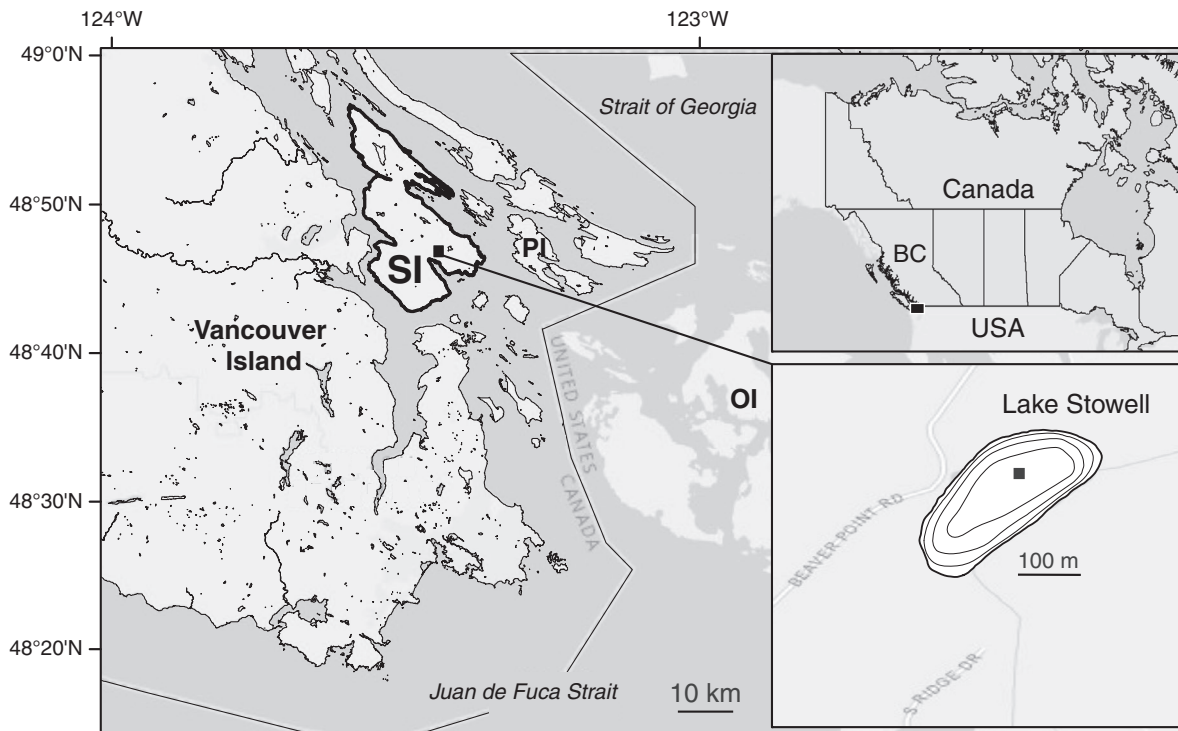 124°W
123°W
49°0'N
48°50'N
48°40'N
48°30'N
48°20'N
Strait of Georgia
PI
SI
Vancouver
Island
OI
UNITED STATES
CANADA
Juan de Fuca Strait
10 km
Canada
BC
USA
Lake Stowell
BEAVER POINT RD
100 m
S RIDGE DR